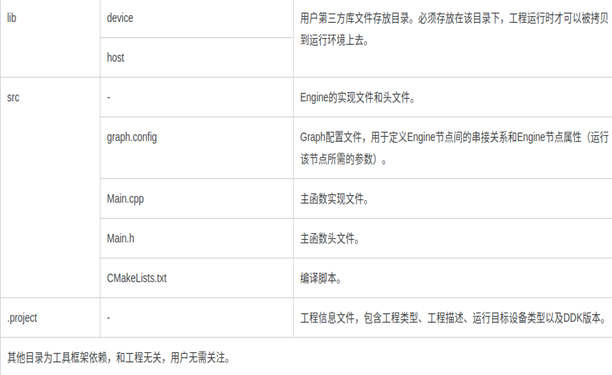 lib
device
用户第三方库文件存放目录。必须存放在该目录下，工程运行时才可以被拷贝
到运行环境上去。
host
src
-
Engine的实现文件和头文件。
graph.config
Graph配置文件，用于定义Engine节点间的串接关系和Engine节点属性（运行
该节点所需的参数）。
Main.cpp
主函数实现文件。
Main.h
主函数头文件。
CMakeLists.txt
编译脚本。
.project
-
工程信息文件，包含工程类型、工程描述、运行目标设备类型以及DDK版本。
其他目录为工具框架依赖，和工程无关，用户无需关注。